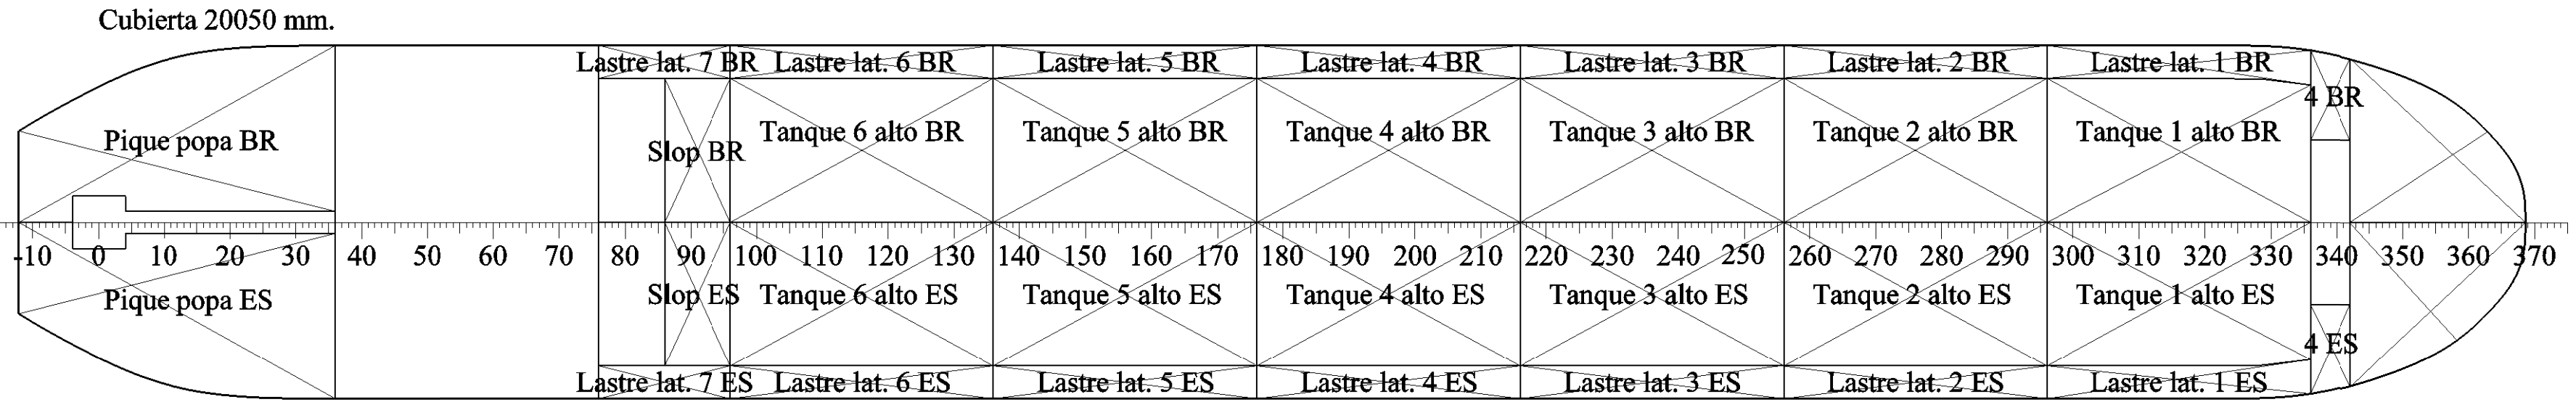 Cubierta 20050 mm.
Lastre lat. 7 BR Lastre lat. 6 BR Lastre lat. 5 BR Lastre lat. 4 BR Lastre lat. 3 BR Lastre lat. 2 BR Lastre lat. 1 BR
4 BR
Pique popa BR Slop BR Tanque 6 alto BR Tanque 5 alto BR Tanque 4 alto BR Tanque 3 alto BR Tanque 2 alto BR Tanque 1 alto BR
-10 0 10 20 30 40 50 60 70 80 90 100 110 120 130 140 150 160 170 180 190 200 210 220 230 240 250 260 270 280 290 300 310 320 330 340 350 360 370
Pique popa ES Slop ES Tanque 6 alto ES Tanque 5 alto ES Tanque 4 alto ES Tanque 3 alto ES Tanque 2 alto ES Tanque 1 alto ES
4 ES
Lastre lat. 7 ES Lastre lat. 6 ES Lastre lat. 5 ES Lastre lat. 4 ES Lastre lat. 3 ES Lastre lat. 2 ES Lastre lat. 1 ES